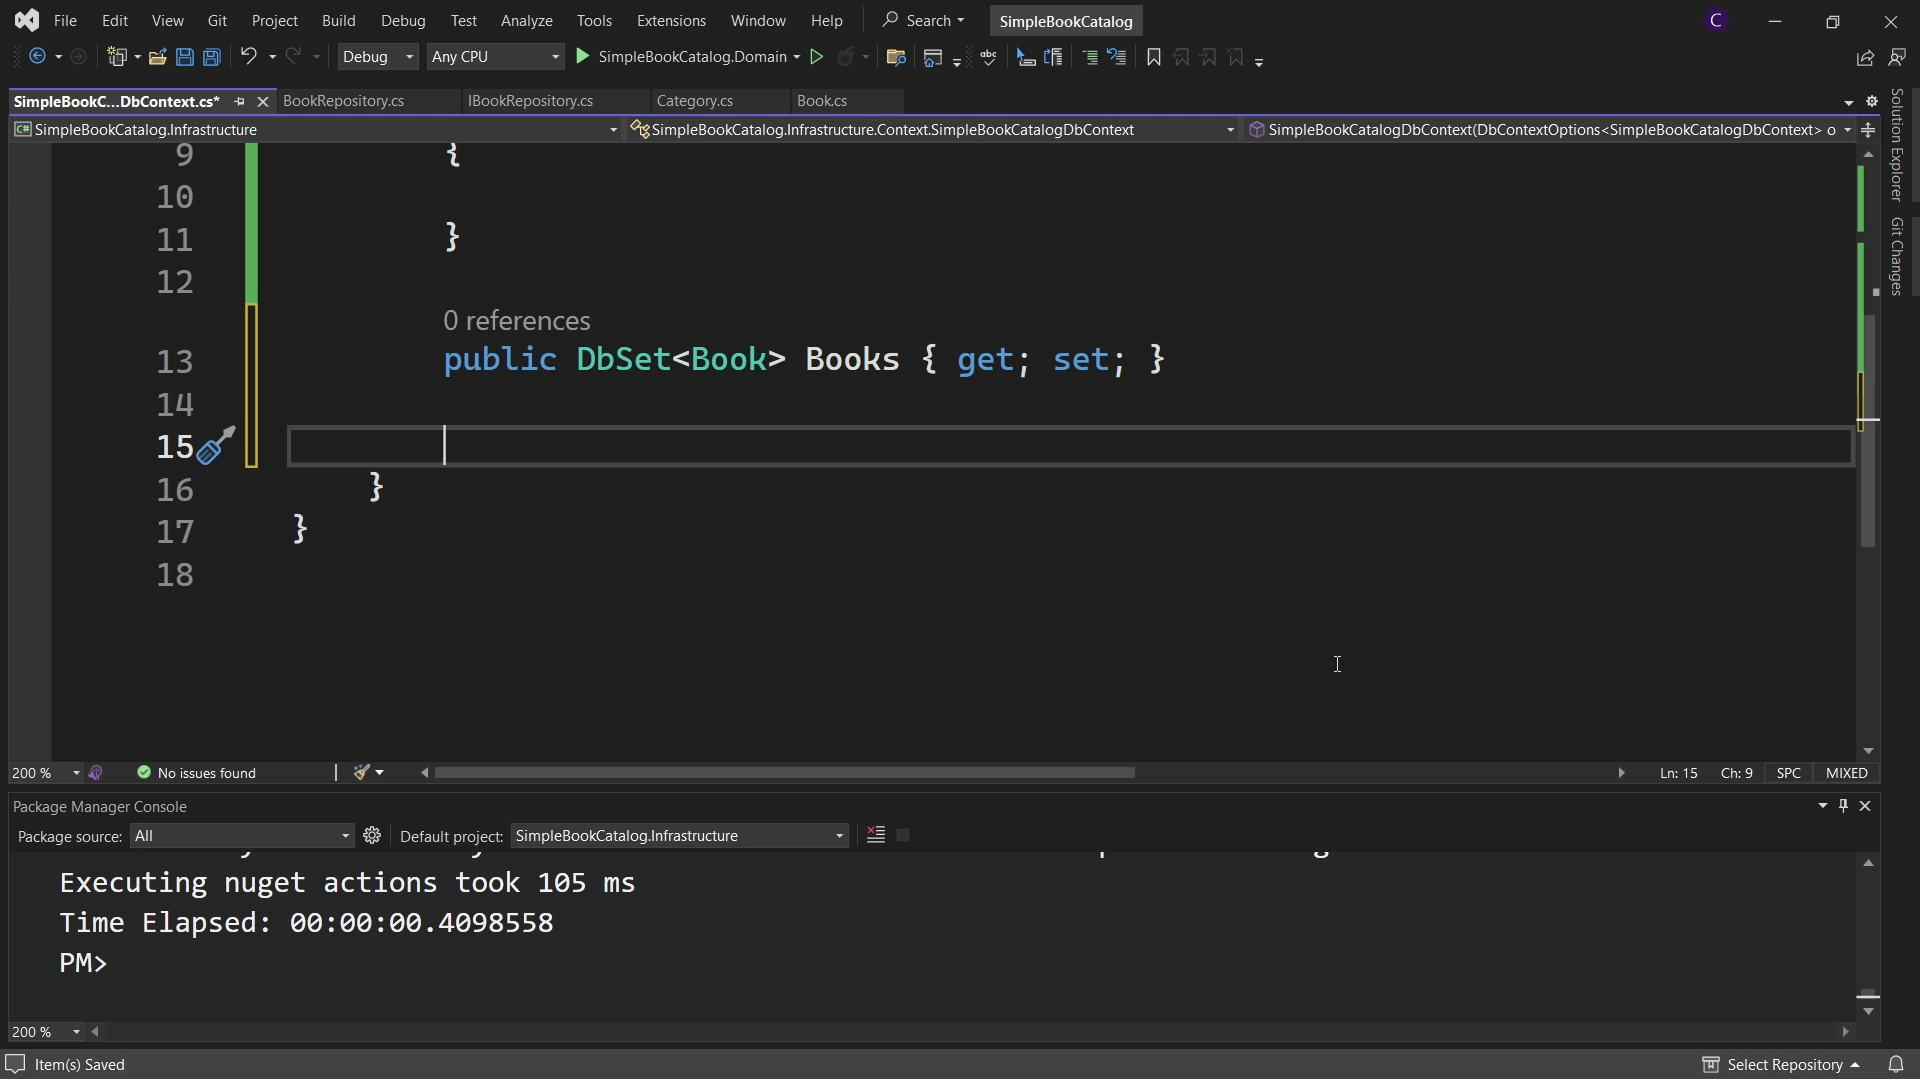 File Edit View Git Project Build Debug Test Analyze Tools Extensions Window Help Search SimpleBookCatalog C
Debug Any CPU SimpleBookCatalog.Domain abc
SimpleBookC...DbContext.cs* BookRepository.cs IBookRepository.cs Category.cs Book.cs
C# SimpleBookCatalog.Infrastructure SimpleBookCatalog.Infrastructure.Context.SimpleBookCatalogDbContext SimpleBookCatalogDbContext(DbContextOptions<SimpleBookCatalogDbContext> o
Solution Explorer
Git Changes
9 {
10
11 }
12
0 references
13 public DbSet<Book> Books { get; set; }
14
15
16 }
17 }
18
200 % No issues found Ln: 15 Ch: 9 SPC MIXED
Package Manager Console
Package source: All Default project: SimpleBookCatalog.Infrastructure
Executing nuget actions took 105 ms
Time Elapsed: 00:00:00.4098558
PM>
200 %
Item(s) Saved Select Repository